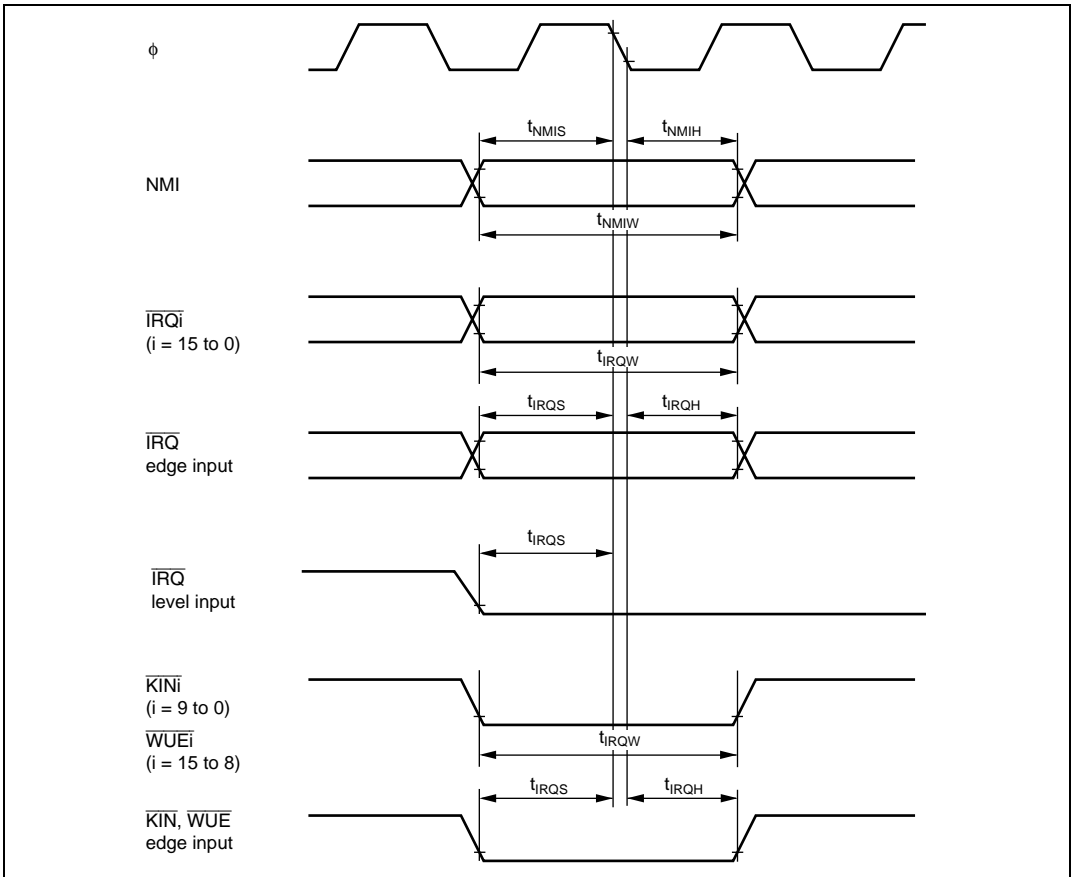 ϕ
tNMIS tNMIH
NMI
tNMIW
IRQi
(i = 15 to 0)
tIRQW
tIRQS tIRQH
IRQ
edge input
tIRQS
IRQ
level input
KINi
(i = 9 to 0)
WUEi
(i = 15 to 8)
tIRQW
tIRQS tIRQH
KIN, WUE
edge input